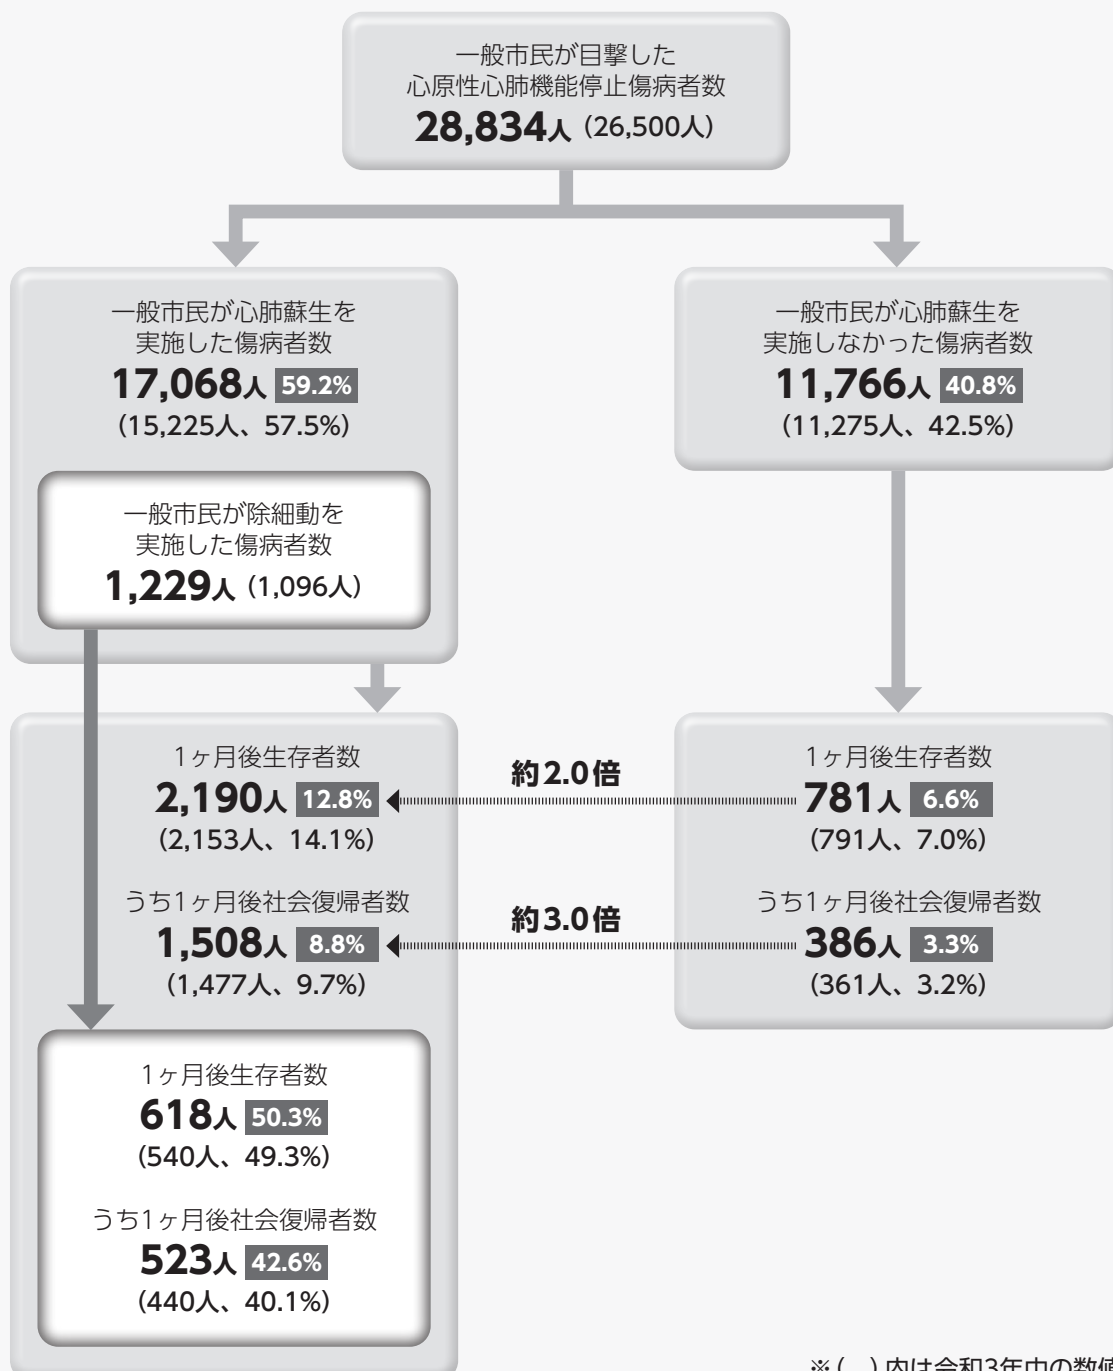 一般市民が目撃した
心原性心肺機能停止傷病者数
28,834人 (26,500人)
一般市民が心肺蘇生を
実施した傷病者数
17,068人 59.2%
(15,225人、57.5%)
一般市民が除細動を
実施した傷病者数
1,229人 (1,096人)
一般市民が心肺蘇生を
実施しなかった傷病者数
11,766人 40.8%
(11,275人、42.5%)
1ヶ月後生存者数
2,190人 12.8%
(2,153人、14.1%)
約2.0倍
1ヶ月後生存者数
781人 6.6%
(791人、7.0%)
うち1ヶ月後社会復帰者数
1,508人 8.8%
(1,477人、9.7%)
約3.0倍
うち1ヶ月後社会復帰者数
386人 3.3%
(361人、3.2%)
1ヶ月後生存者数
618人 50.3%
(540人、49.3%)
うち1ヶ月後社会復帰者数
523人 42.6%
(440人、40.1%)
※( )内は令和3年中の数値